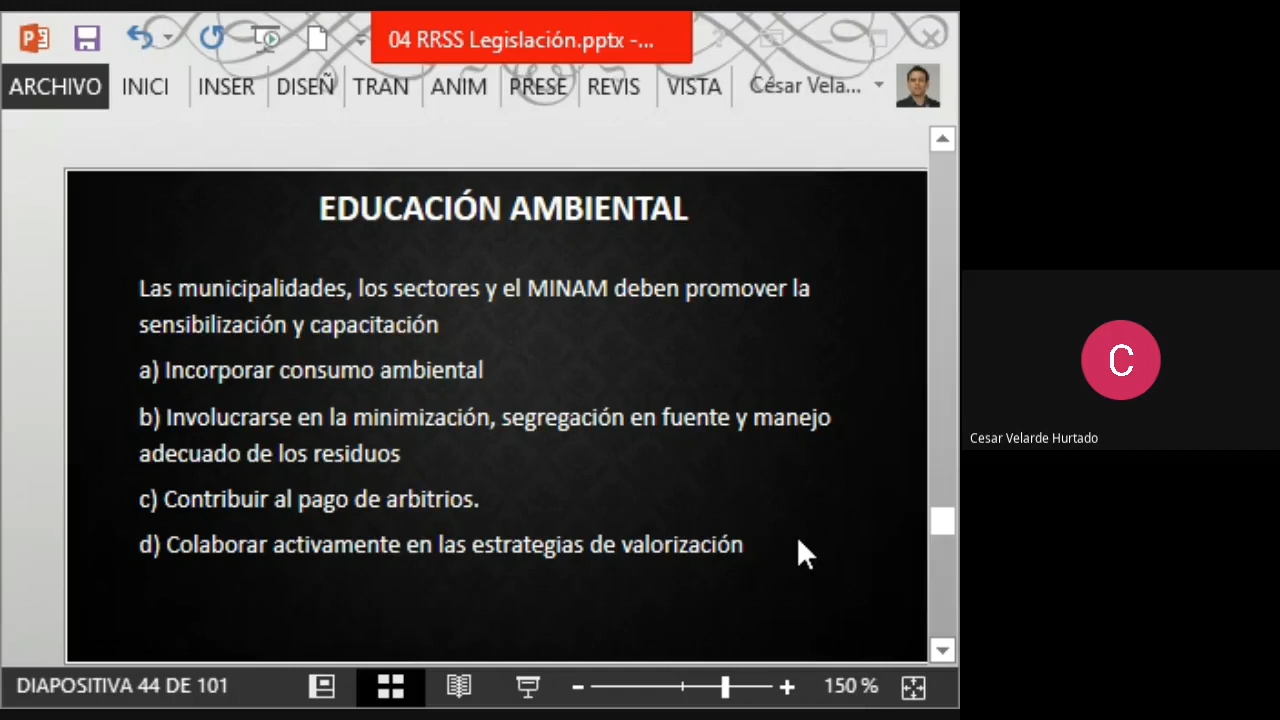 04 RRSS Legislación.pptx -...
ARCHIVO INICI INSER DISEÑ TRAN ANIM PRESE REVIS VISTA César Vela...
EDUCACIÓN AMBIENTAL
Las municipalidades, los sectores y el MINAM deben promover la
sensibilización y capacitación
a) Incorporar consumo ambiental
b) Involucrarse en la minimización, segregación en fuente y manejo
adecuado de los residuos
c) Contribuir al pago de arbitrios.
d) Colaborar activamente en las estrategias de valorización
C
Cesar Velarde Hurtado
DIAPOSITIVA 44 DE 101
150 %